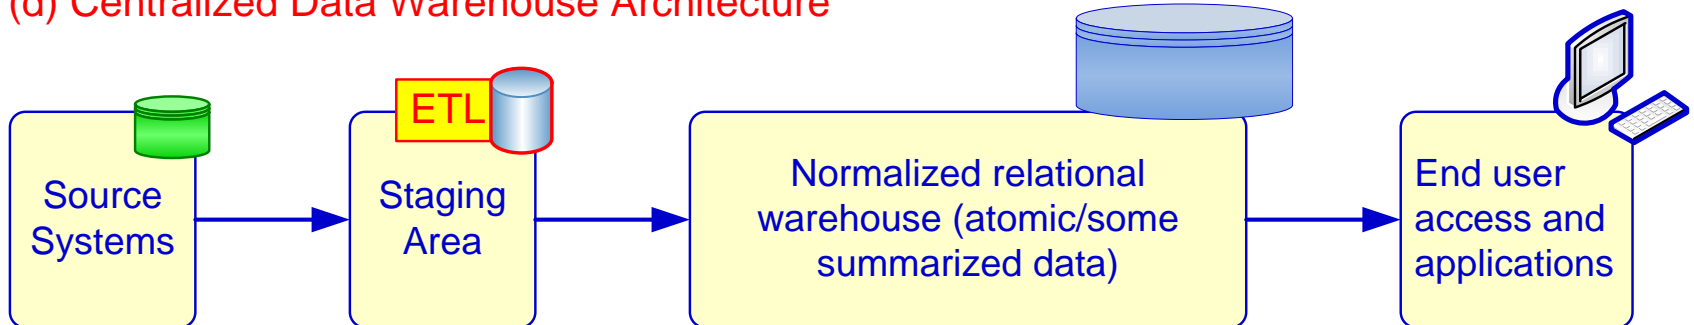 (d) Centralized Data Warehouse Architecture
ETL
Source
Systems
Staging
Area
Normalized relational
warehouse (atomic/some
summarized data)
End user
access and
applications